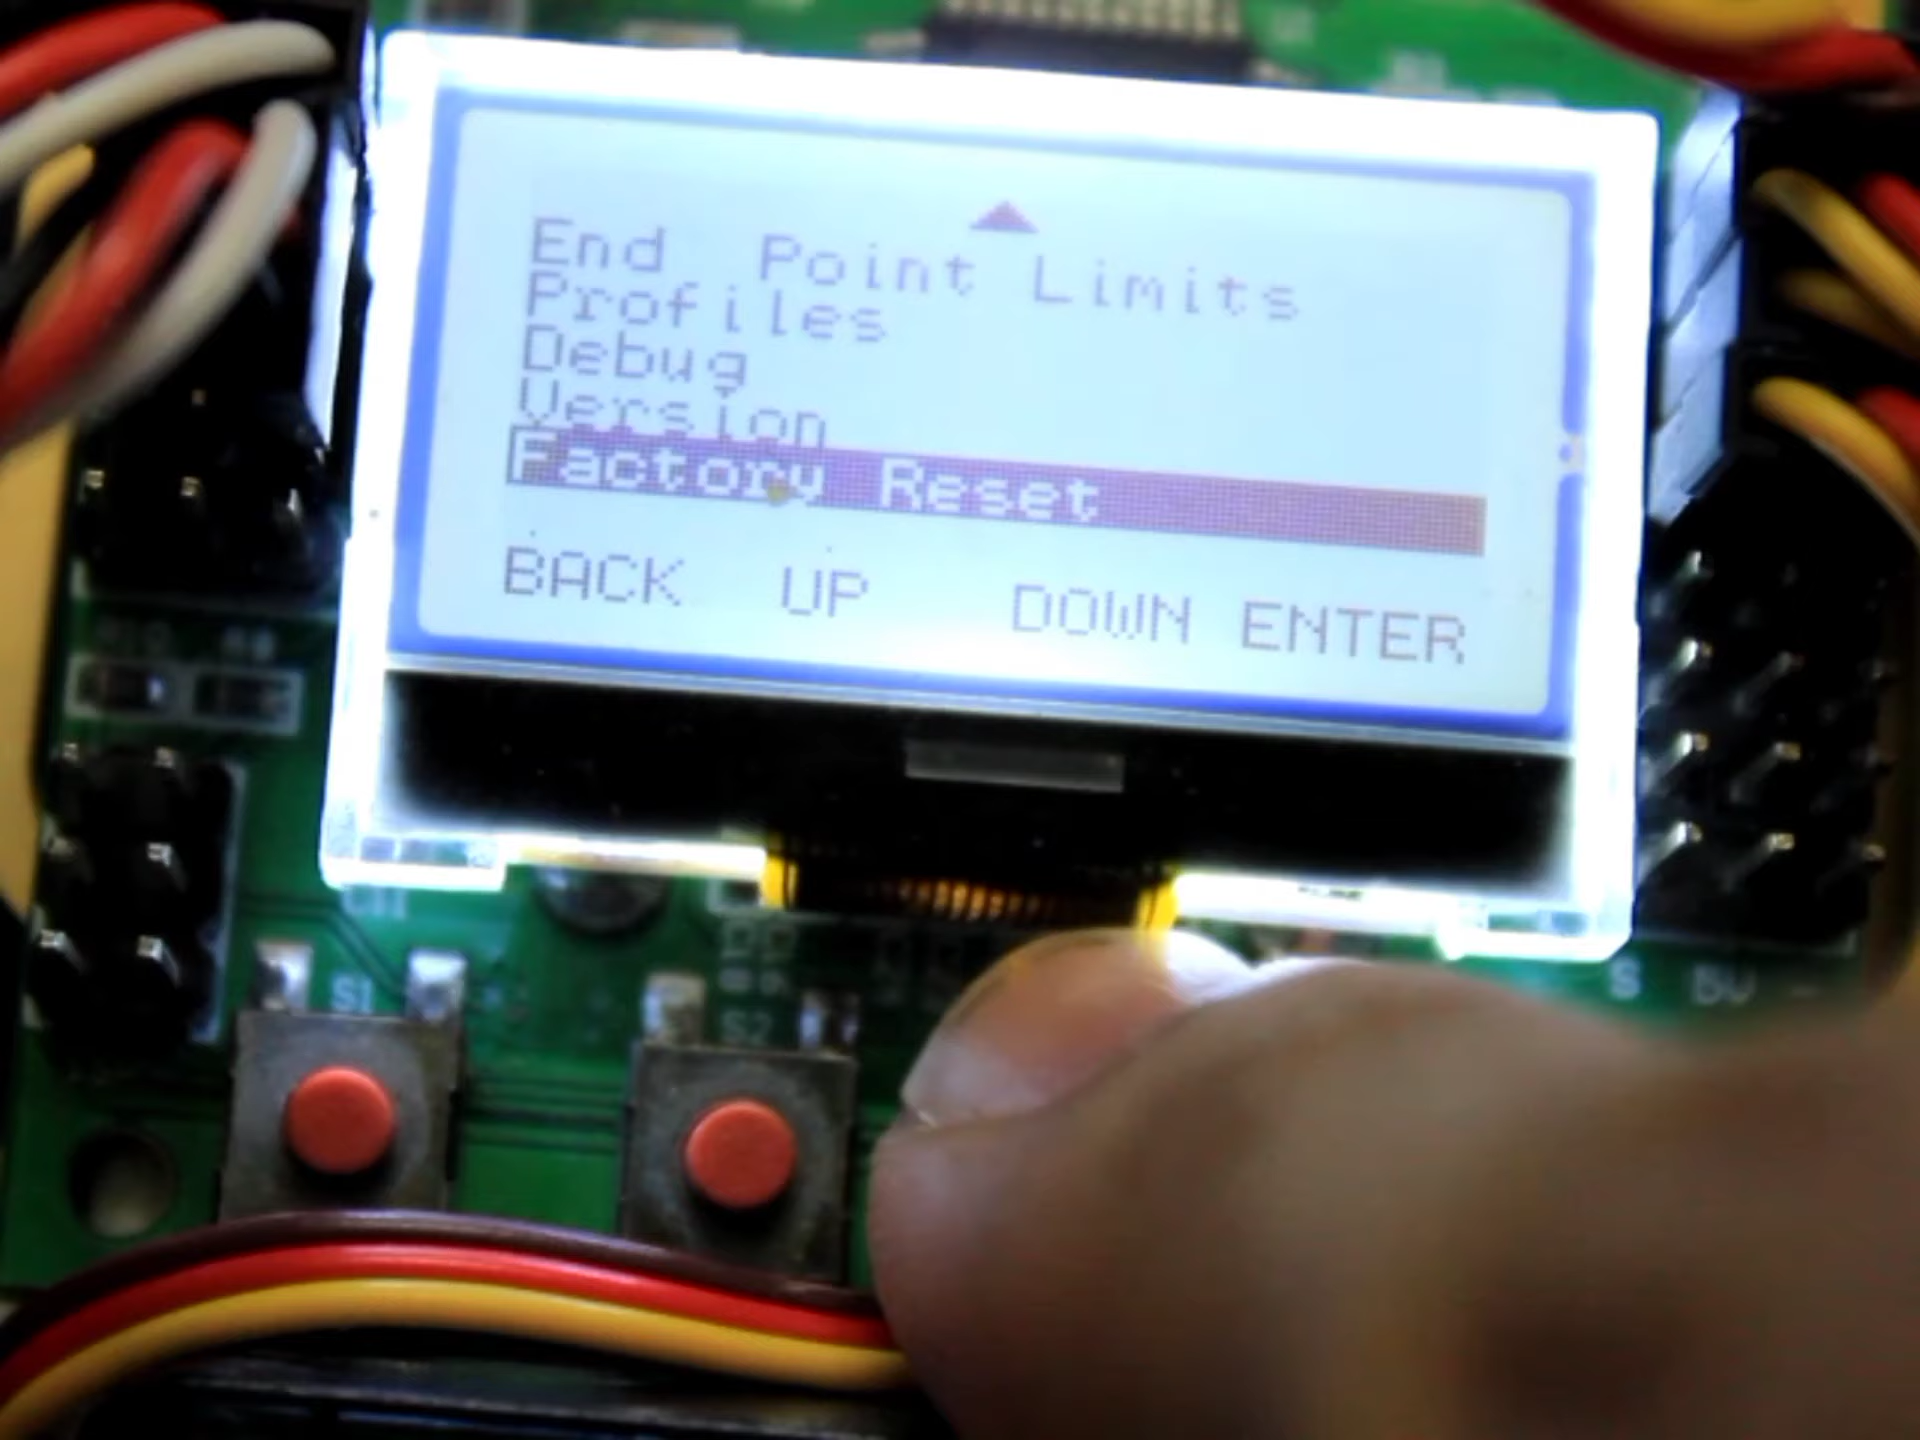 End Point Limits
Profiles
Debug
Version
Factory Reset
BACK UP DOWN ENTER
S1
S2
S